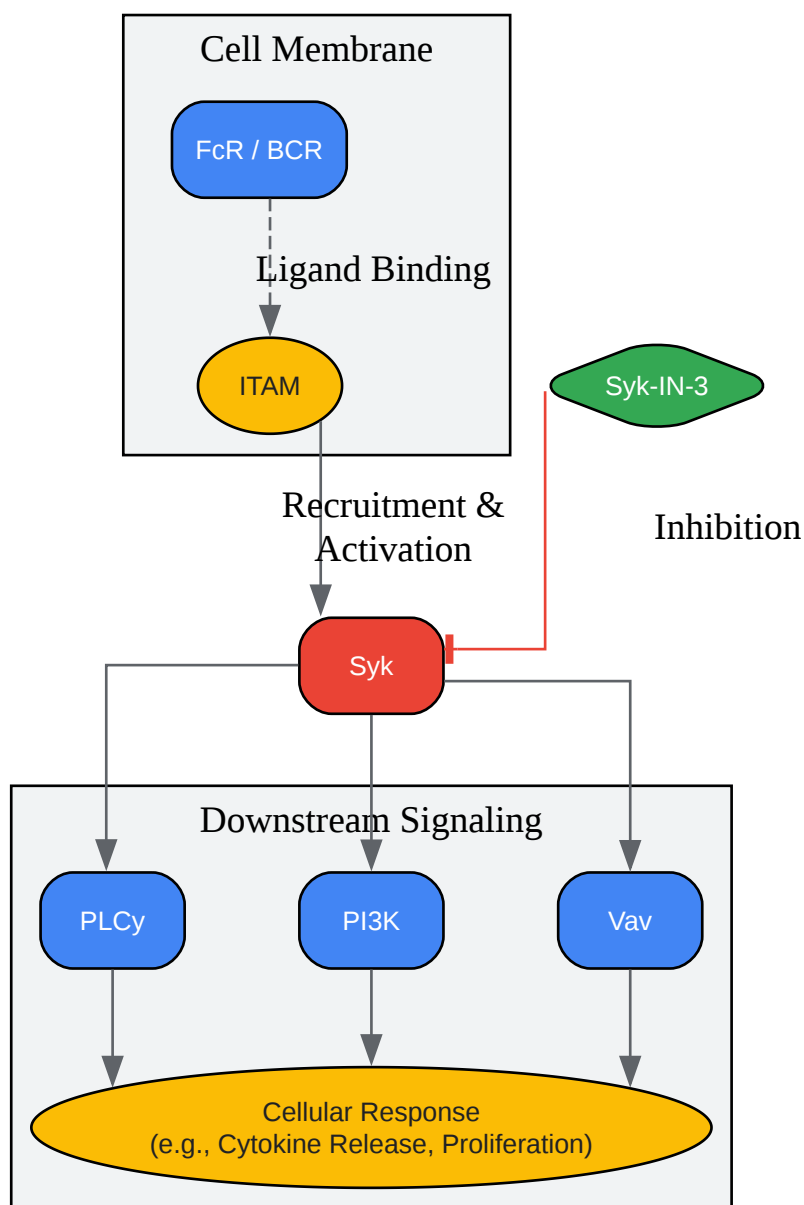 Cell Membrane
FcR / BCR
Ligand Binding
ITAM
Syk-IN-3
Recruitment &
Activation
Inhibition
Syk
Downstream Signaling
PLCy
PI3K
Vav
Cellular Response
(e.g., Cytokine Release, Proliferation)